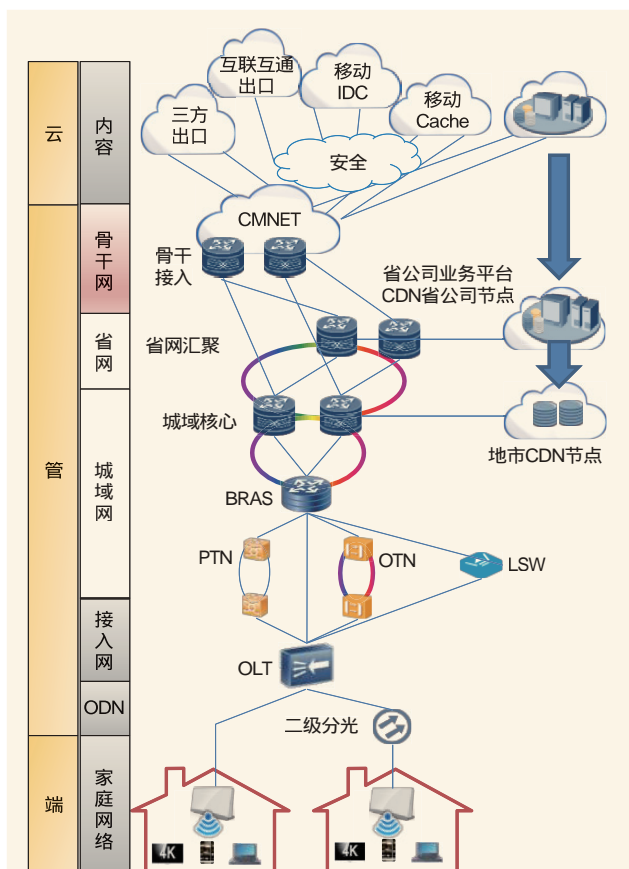 云
内容
互联互通
出口
移动
IDC
移动
Cache
三方
出口
安全
CMNET
管
骨干网
骨干
接入
省公司业务平台
CDN省公司节点
省网
省网汇聚
城域网
城域核心
地市CDN节点
BRAS
PTN
OTN
LSW
接入网
OLT
ODN
二级分光
端
家庭网络
4K
4K